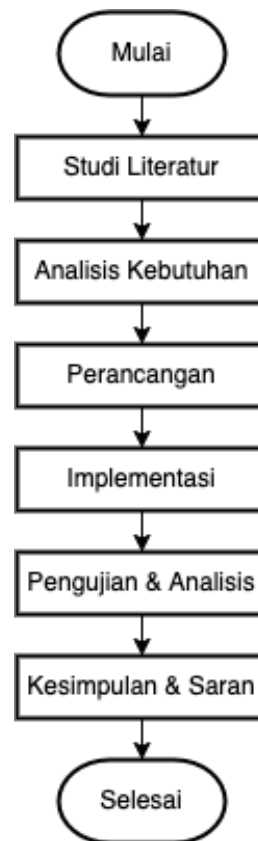 Mulai
Studi Literatur
Analisis Kebutuhan
Perancangan
Implementasi
Pengujian & Analisis
Kesimpulan & Saran
Selesai